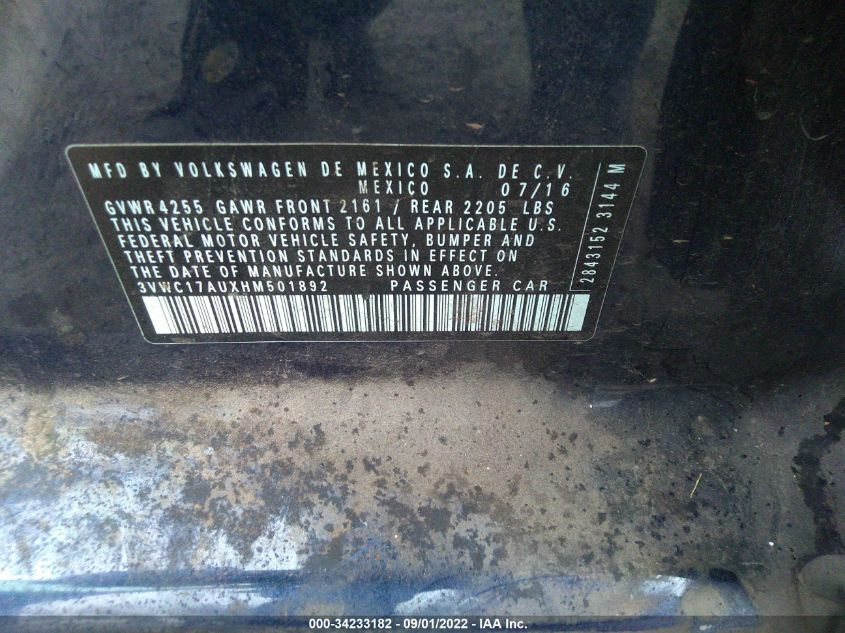 MFD BY VOLKSWAGEN DE MEXICO S.A. DE C.V.
MEXICO 07/16
GVWR 4255 GAWR FRONT 2161 / REAR 2205 LBS
THIS VEHICLE CONFORMS TO ALL APPLICABLE U.S.
FEDERAL MOTOR VEHICLE SAFETY, BUMPER AND
THEFT PREVENTION STANDARDS IN EFFECT ON
THE DATE OF MANUFACTURE SHOWN ABOVE.
3VWC17AUXHM501892 PASSENGER CAR
2843152 3144 M
000-34233182 - 09/01/2022 - IAA Inc.